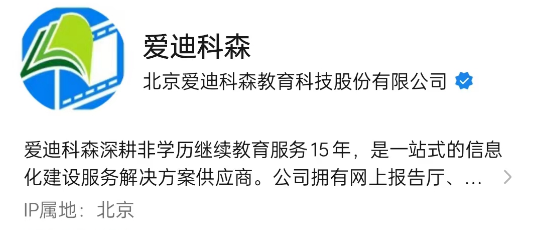 爱迪科森
北京爱迪科森教育科技股份有限公司
爱迪科森深耕非学历继续教育服务15年，是一站式的信息
化建设服务解决方案供应商。公司拥有网上报告厅、...
IP属地：北京